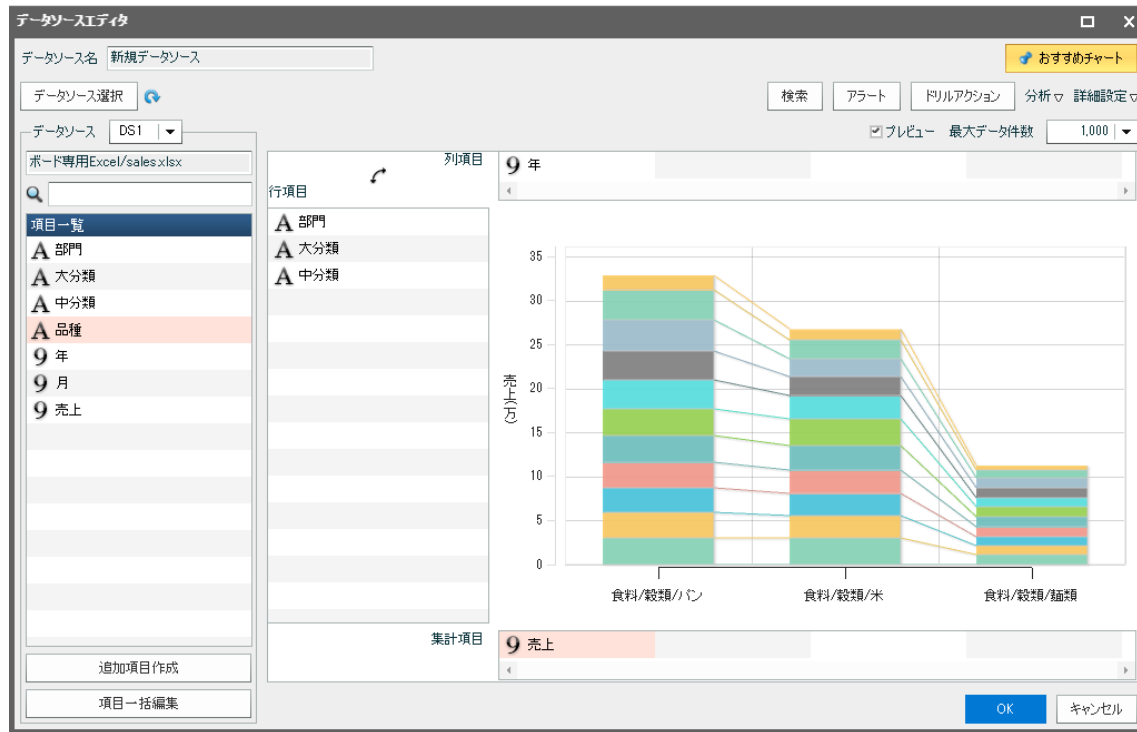 データソースエディタ
データソース名 新規データソース
おすすめチャート
データソース選択
検索 アラート ドリルアクション 分析 詳細設定
データソース DS1
プレビュー 最大データ件数 1,000
ボード専用Excel/sales.xlsx
列項目
行項目
9 年
項目一覧
A 部門
A 大分類
A 中分類
A 品種
9 年
9 月
9 売上
A 部門
A 大分類
A 中分類
35
30
25
20
15
10
5
0
売上(万)
食料/穀類/パン 食料/穀類/米 食料/穀類/麺類
集計項目
9 売上
追加項目作成
項目一括編集
OK キャンセル